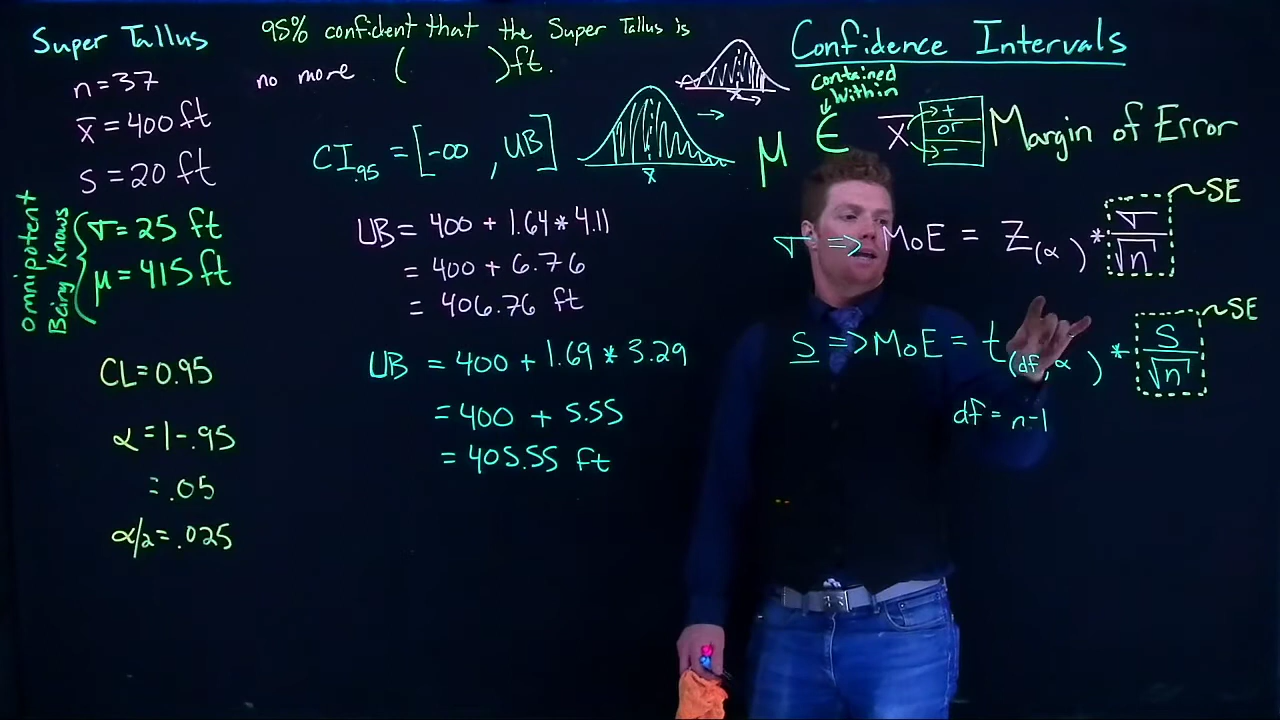 Super Tallus
n = 37
x̄ = 400 ft
s = 20 ft
Omnipotent
Being Knows
σ = 25 ft
μ = 415 ft
CL = 0.95
α = 1 - .95
= .05
α/2 = .025
95% confident that the Super Tallus is
no more ( )ft.
CI.95 = [-∞ , UB]
x̄
x̄
UB = 400 + 1.64 * 4.11
= 400 + 6.76
= 406.76 ft
UB = 400 + 1.69 * 3.29
= 400 + 5.55
= 405.55 ft
Confidence Intervals
contained
within
μ ∈ x̄ + or - Margin of Error
σ => MoE = Z(α) * σ/√n ~SE
s => MoE = t(df, α) * s/√n ~SE
df = n-1